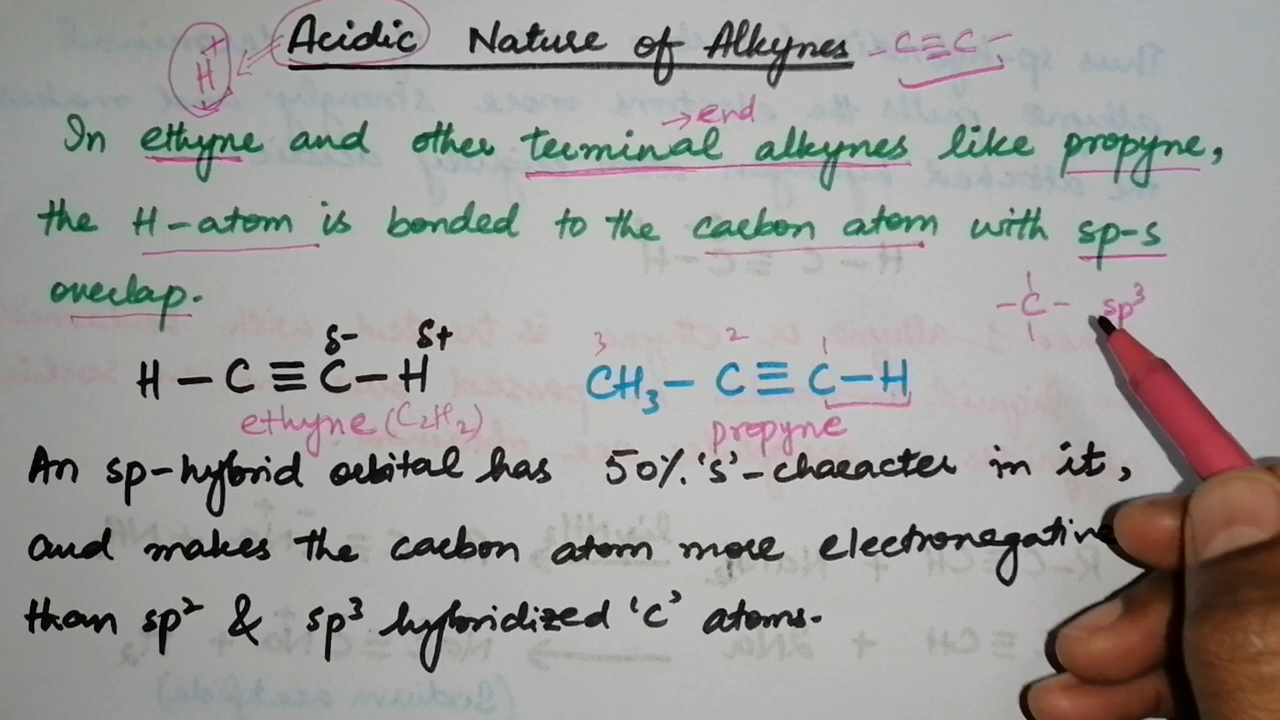 Acidic Nature of Alkynes -C≡C-
H+
→ end
In ethyne and other terminal alkynes like propyne,
the H-atom is bonded to the carbon atom with sp-s
overlap.
-C- sp³
δ- δ+
H-C≡C-H
ethyne (C₂H₂)
3 2 1
CH₃-C≡C-H
propyne
An sp-hybrid orbital has 50% 's'-character in it,
and makes the carbon atom more electronegative
than sp² & sp³ hybridized 'C' atoms.